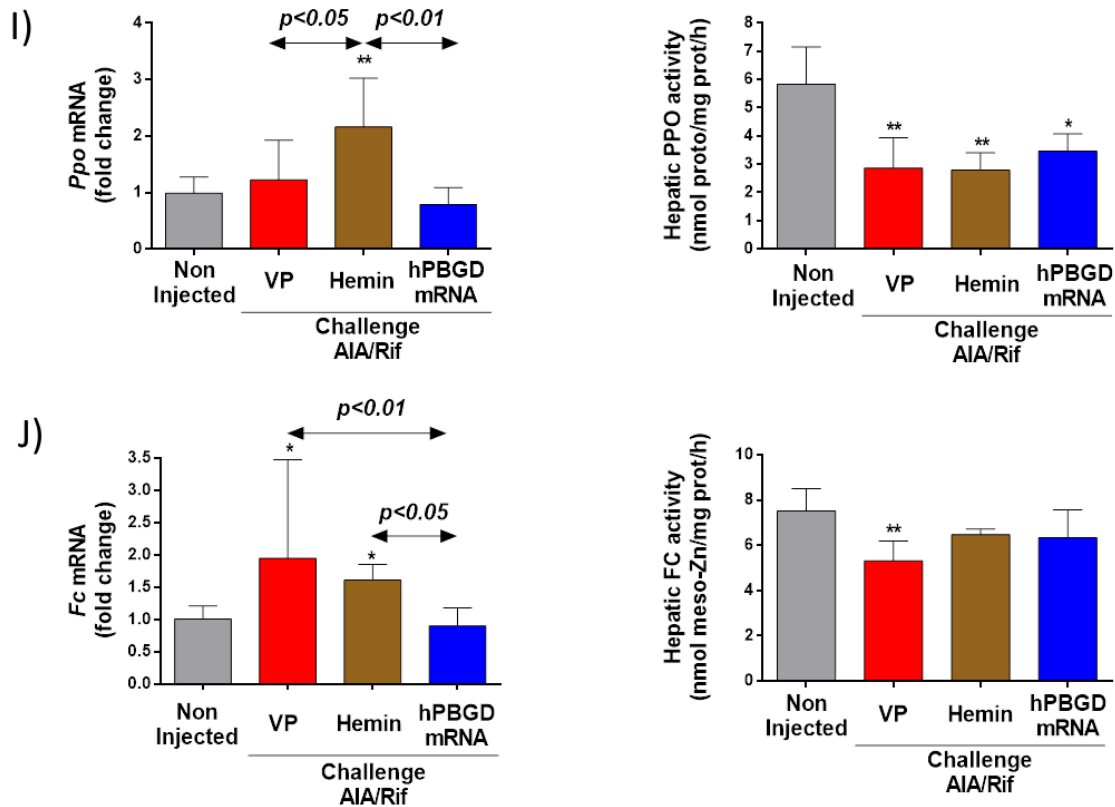 I)
p<0.05 p<0.01
**
Ppo mRNA
(fold change)
4
3
2
1
0
Non
Injected
VP
Hemin
hPBGD
mRNA
Challenge
AIA/Rif
Hepatic PPO activity
(nmol proto/mg prot/h)
8
7
6
5
4
3
2
1
0
**
**
*
Non
Injected
VP
Hemin
hPBGD
mRNA
Challenge
AIA/Rif
J)
p<0.01
p<0.05
*
*
Fc mRNA
(fold change)
3.5
3.0
2.5
2.0
1.5
1.0
0.5
0.0
Non
Injected
VP
Hemin
hPBGD
mRNA
Challenge
AIA/Rif
Hepatic FC activity
(nmol meso-Zn/mg prot/h)
10
8
6
4
2
0
**
Non
Injected
VP
Hemin
hPBGD
mRNA
Challenge
AIA/Rif